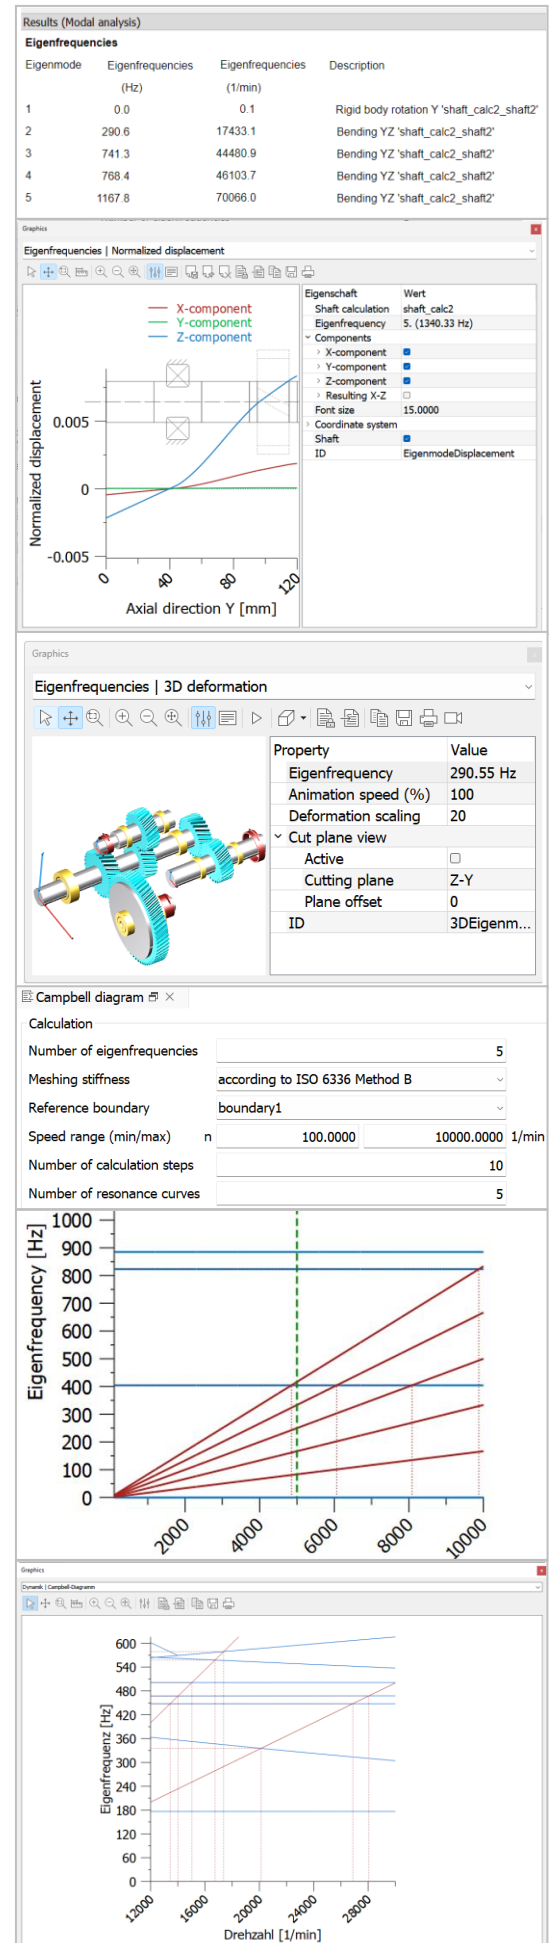 Results (Modal analysis)
Eigenfrequencies
Eigenmode Eigenfrequencies Eigenfrequencies Description
(Hz) (1/min)
1 0.0 0.1 Rigid body rotation Y 'shaft_calc2_shaft2'
2 290.6 17433.1 Bending YZ 'shaft_calc2_shaft2'
3 741.3 44480.9 Bending YZ 'shaft_calc2_shaft2'
4 768.4 46103.7 Bending YZ 'shaft_calc2_shaft2'
5 1167.8 70066.0 Bending YZ 'shaft_calc2_shaft2'
Graphics
Eigenfrequencies | Normalized displacement
Eigenschaft Wert
Shaft calculation shaft_calc2
Eigenfrequency 5. (1340.33 Hz)
Components
X-component
Y-component
Z-component
Resulting X-Z
Font size 15.0000
Coordinate system
Shaft
ID EigenmodeDisplacement
X-component
Y-component
Z-component
Normalized displacement
0.005
0
-0.005
0 40 80 120
Axial direction Y [mm]
Graphics
Eigenfrequencies | 3D deformation
Property Value
Eigenfrequency 290.55 Hz
Animation speed (%) 100
Deformation scaling 20
Cut plane view
Active
Cutting plane Z-Y
Plane offset 0
ID 3DEigenm...
Campbell diagram
Calculation
Number of eigenfrequencies 5
Meshing stiffness according to ISO 6336 Method B
Reference boundary boundary1
Speed range (min/max) n 100.0000 10000.0000 1/min
Number of calculation steps 10
Number of resonance curves 5
Eigenfrequency [Hz]
1000
900
800
700
600
500
400
300
200
100
0
2000 4000 6000 8000 10000
Graphics
Dynamik | Campbell-Diagramm
Eigenfrequenz [Hz]
600
540
480
420
360
300
240
180
120
60
0
12000 16000 20000 24000 28000
Drehzahl [1/min]